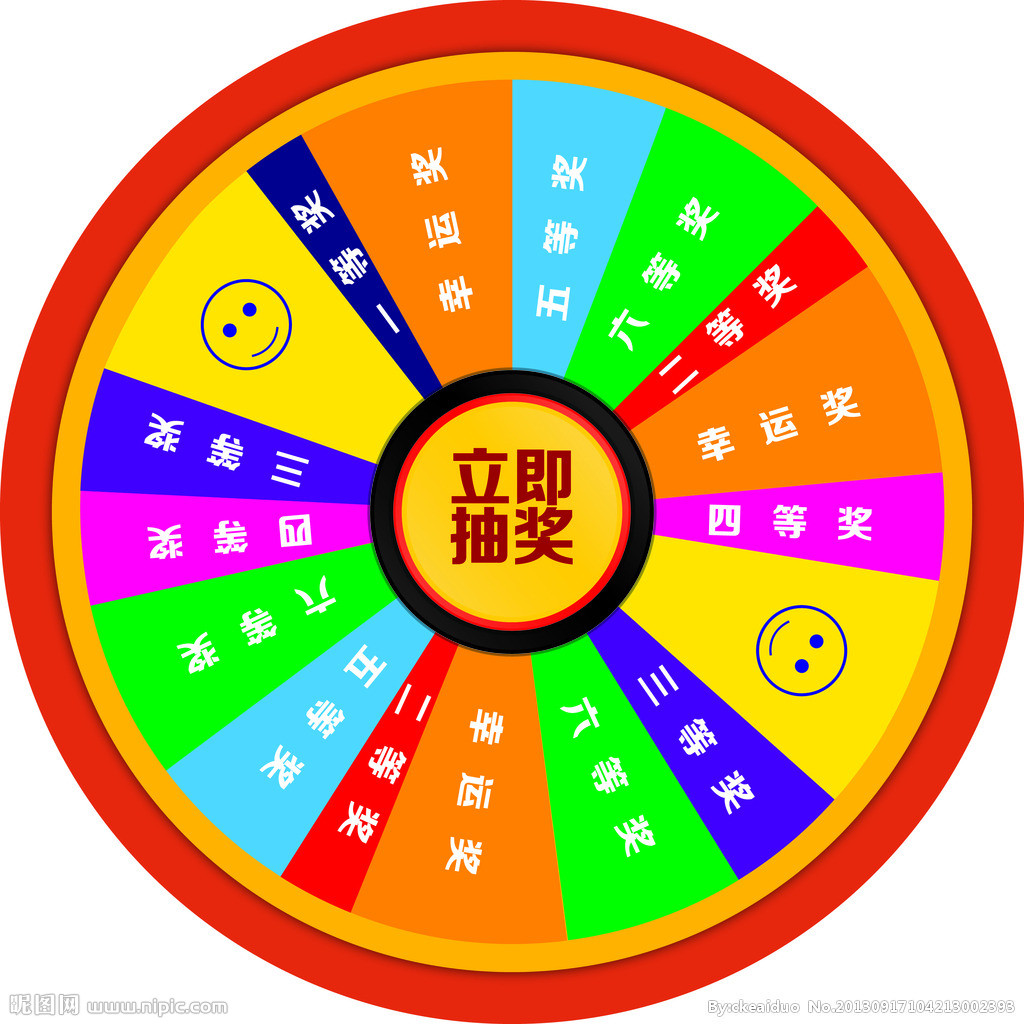 立即
抽奖
幸运奖
五等奖
六等奖
二等奖
幸运奖
四等奖
三等奖
六等奖
幸运奖
二等奖
五等奖
六等奖
四等奖
三等奖
一等奖
昵图网 www.nipic.com
By:ckeaiduo No.20130917104213002393